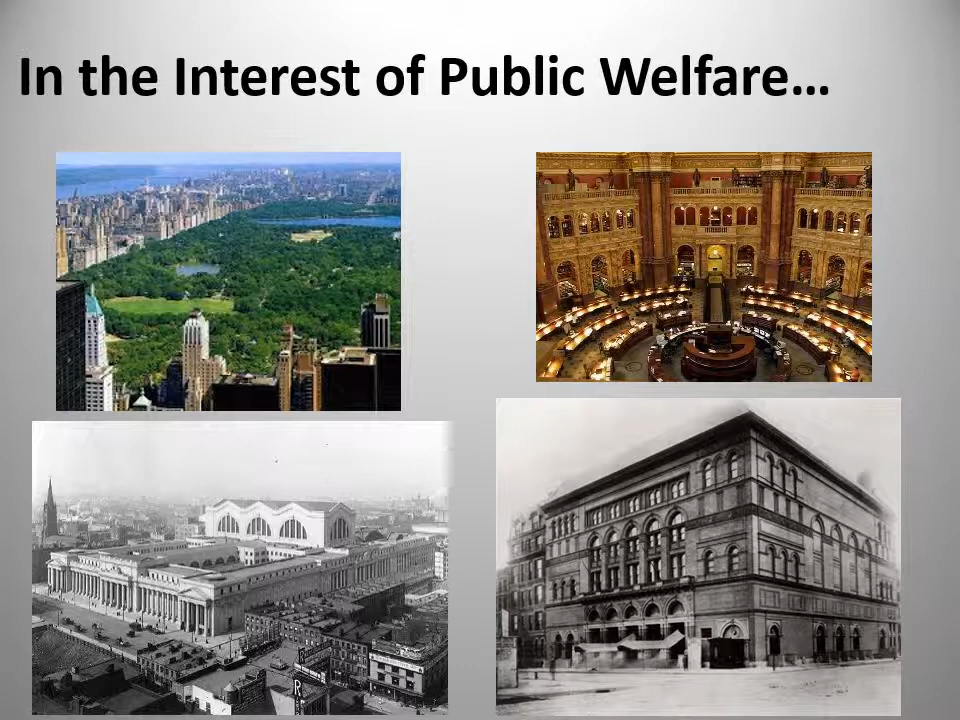 In the Interest of Public Welfare…
R